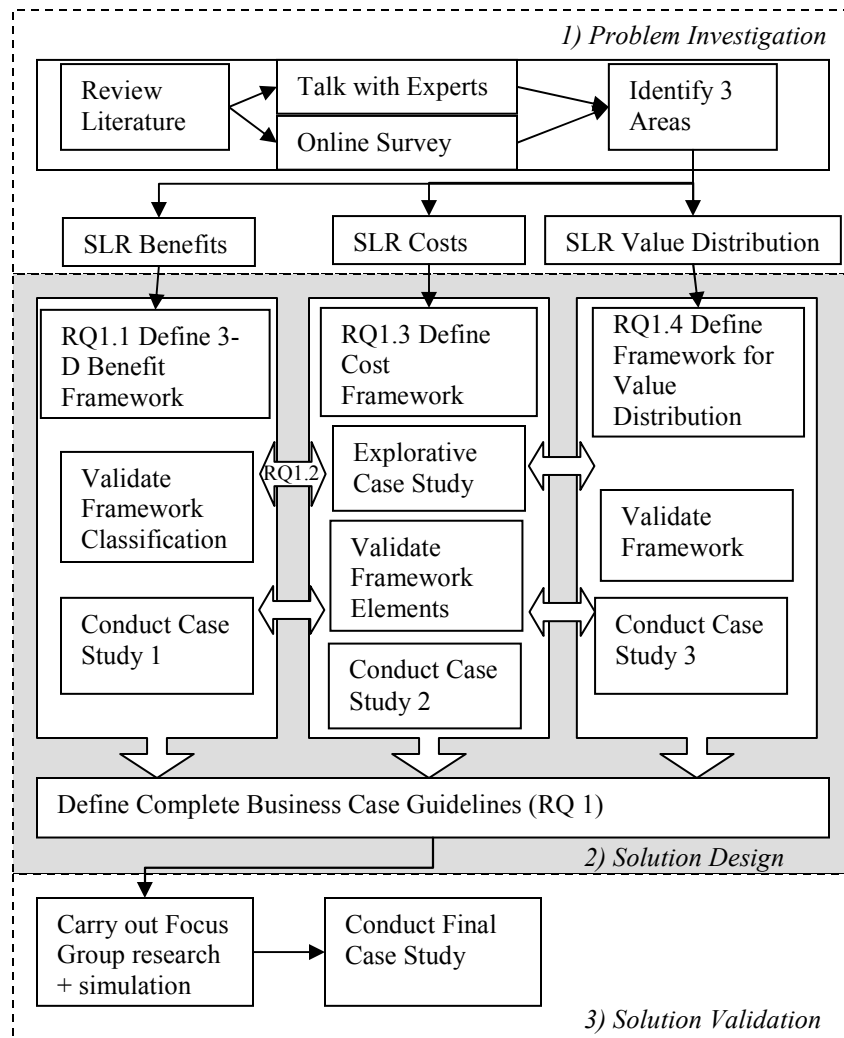 1) Problem Investigation
Review
Literature
Talk with Experts
Online Survey
Identify 3
Areas
SLR Benefits
SLR Costs
SLR Value Distribution
RQ1.1 Define 3-
D Benefit
Framework
Validate
Framework
Classification
Conduct Case
Study 1
RQ1.2
RQ1.3 Define
Cost
Framework
Explorative
Case Study
Validate
Framework
Elements
Conduct Case
Study 2
RQ1.4 Define
Framework for
Value
Distribution
Validate
Framework
Conduct Case
Study 3
Define Complete Business Case Guidelines (RQ 1)
2) Solution Design
Carry out Focus
Group research
+ simulation
Conduct Final
Case Study
3) Solution Validation